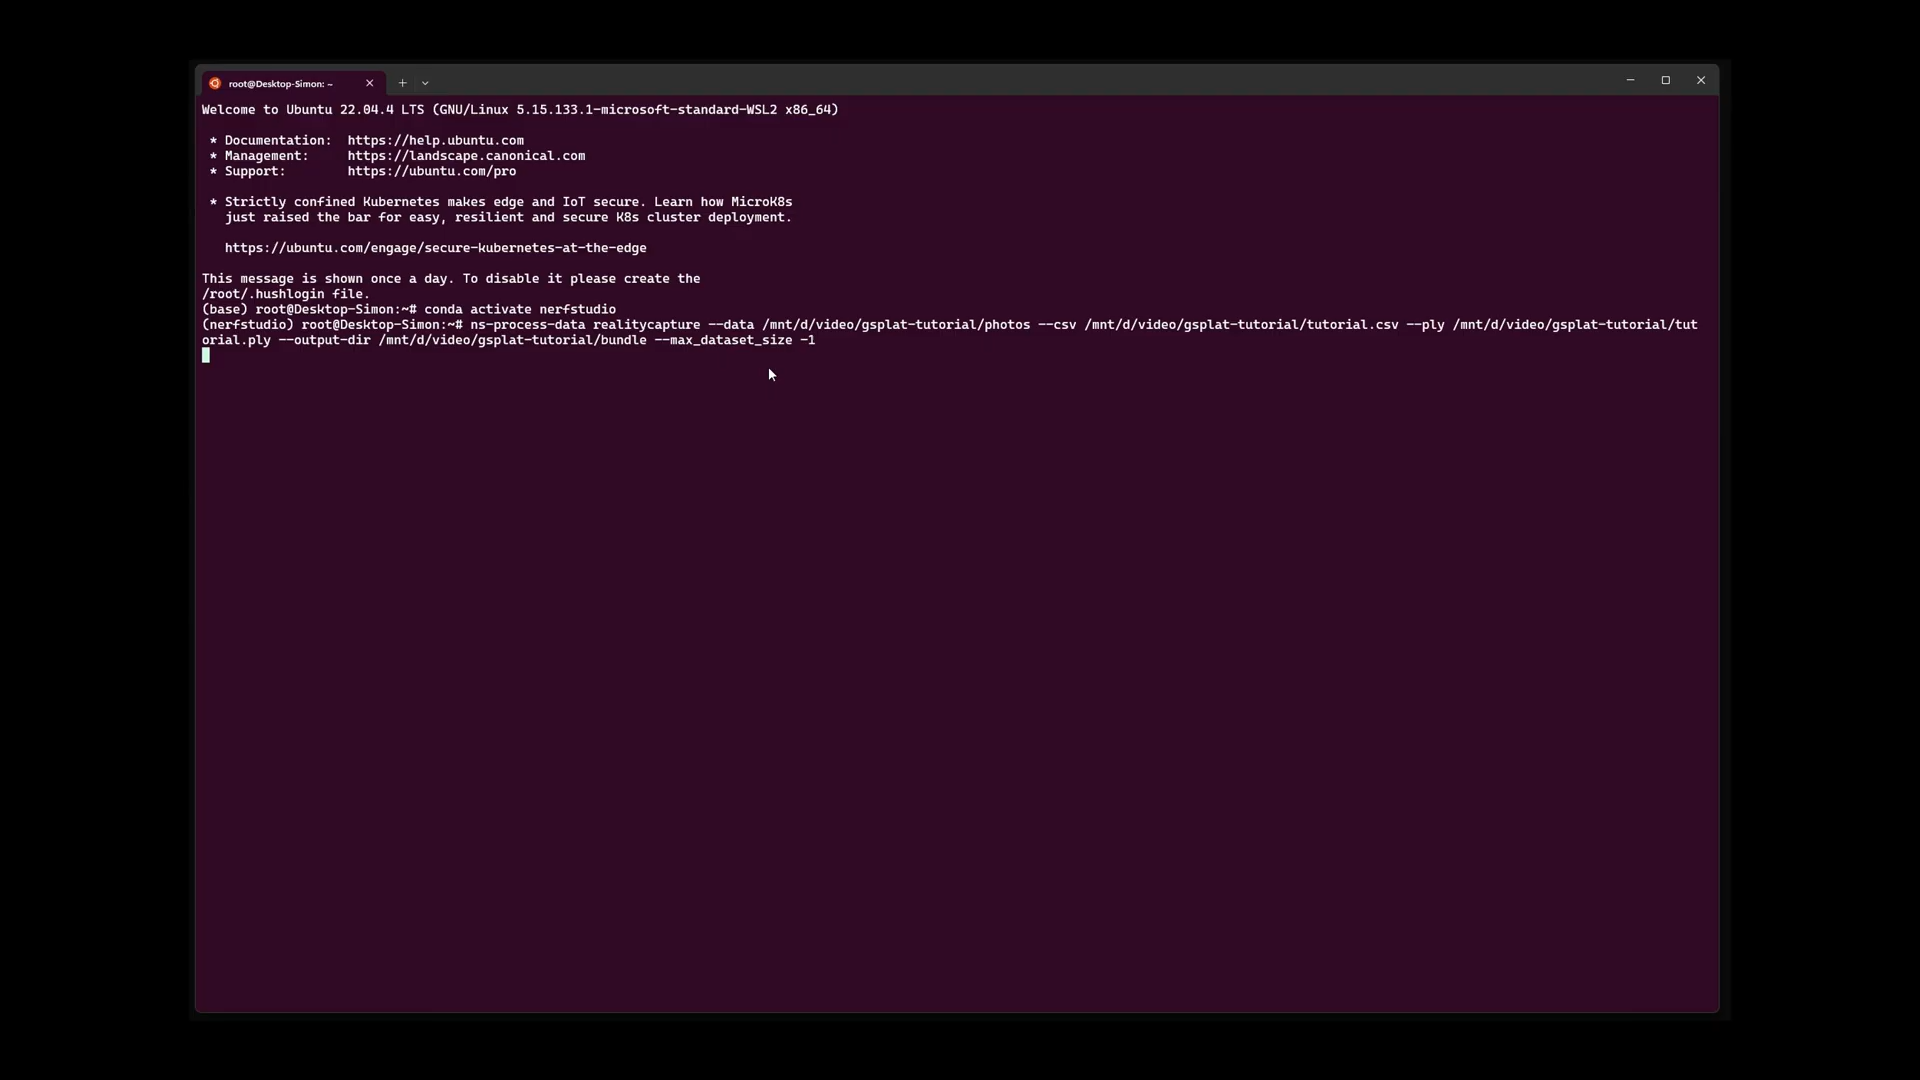 root@Desktop-Simon: ~
Welcome to Ubuntu 22.04.4 LTS (GNU/Linux 5.15.133.1-microsoft-standard-WSL2 x86_64)
* Documentation:  https://help.ubuntu.com
* Management:     https://landscape.canonical.com
* Support:        https://ubuntu.com/pro
* Strictly confined Kubernetes makes edge and IoT secure. Learn how MicroK8s
just raised the bar for easy, resilient and secure K8s cluster deployment.
https://ubuntu.com/engage/secure-kubernetes-at-the-edge
This message is shown once a day. To disable it please create the
/root/.hushlogin file.
(base) root@Desktop-Simon:~# conda activate nerfstudio
(nerfstudio) root@Desktop-Simon:~# ns-process-data realitycapture --data /mnt/d/video/gsplat-tutorial/photos --csv /mnt/d/video/gsplat-tutorial/tutorial.csv --ply /mnt/d/video/gsplat-tutorial/tut
orial.ply --output-dir /mnt/d/video/gsplat-tutorial/bundle --max_dataset_size -1